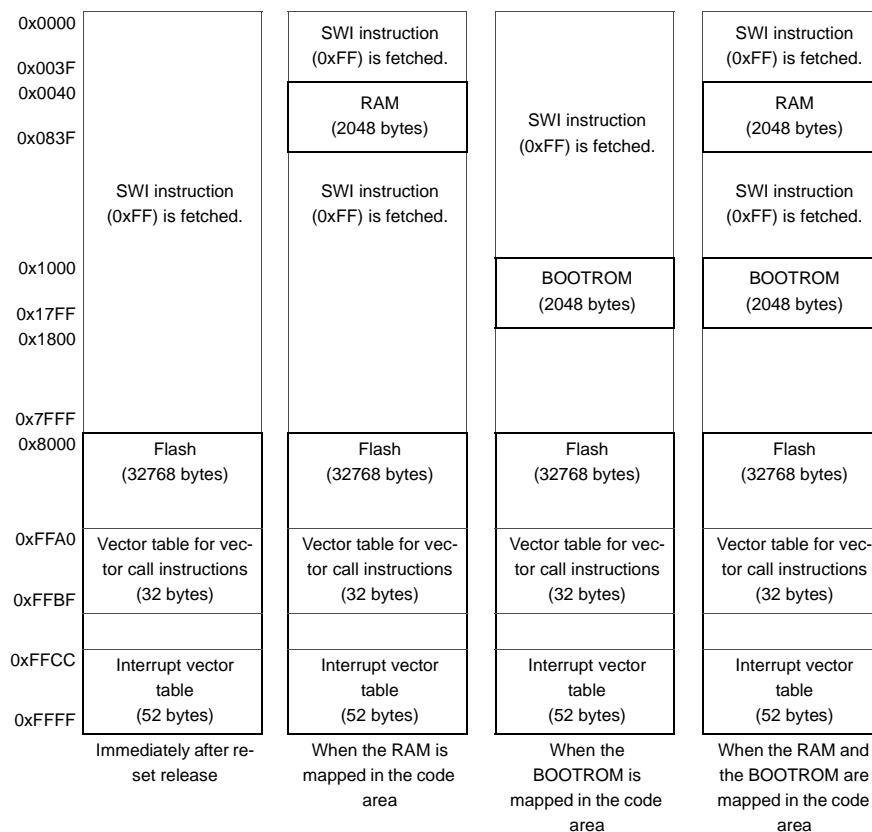 0x0000
0x003F
0x0040
0x083F
0x1000
0x17FF
0x1800
0x7FFF
0x8000
0xFFA0
0xFFBF
0xFFCC
0xFFFF
SWI instruction
(0xFF) is fetched.
Flash
(32768 bytes)
Vector table for vec-
tor call instructions
(32 bytes)
Interrupt vector
table
(52 bytes)
Immediately after re-
set release
SWI instruction
(0xFF) is fetched.
RAM
(2048 bytes)
SWI instruction
(0xFF) is fetched.
Flash
(32768 bytes)
Vector table for vec-
tor call instructions
(32 bytes)
Interrupt vector
table
(52 bytes)
When the RAM is
mapped in the code
area
SWI instruction
(0xFF) is fetched.
BOOTROM
(2048 bytes)
Flash
(32768 bytes)
Vector table for vec-
tor call instructions
(32 bytes)
Interrupt vector
table
(52 bytes)
When the
BOOTROM is
mapped in the code
area
SWI instruction
(0xFF) is fetched.
RAM
(2048 bytes)
SWI instruction
(0xFF) is fetched.
BOOTROM
(2048 bytes)
Flash
(32768 bytes)
Vector table for vec-
tor call instructions
(32 bytes)
Interrupt vector
table
(52 bytes)
When the RAM and
the BOOTROM are
mapped in the code
area